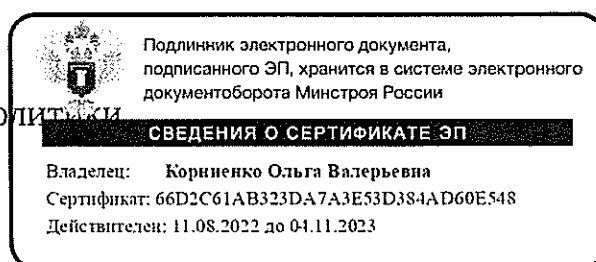 Подлинник электронного документа,
подписанного ЭП, хранится в системе электронного
документооборота Минстроя России
СВЕДЕНИЯ О СЕРТИФИКАТЕ ЭП
Владелец: Корниенко Ольга Валерьевна
Сертификат: 66D2C61AB323DA7A3E53D384AD60E548
Действителен: 11.08.2022 до 04.11.2023